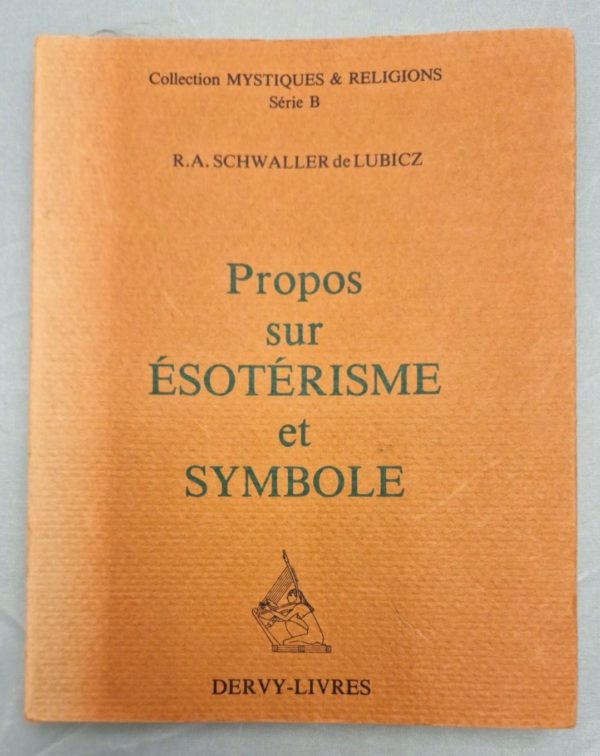 Collection MYSTIQUES & RELIGIONS
Série B
R.A. SCHWALLER de LUBICZ
Propos
sur
ÉSOTÉRISME
et
SYMBOLE
DERVY-LIVRES